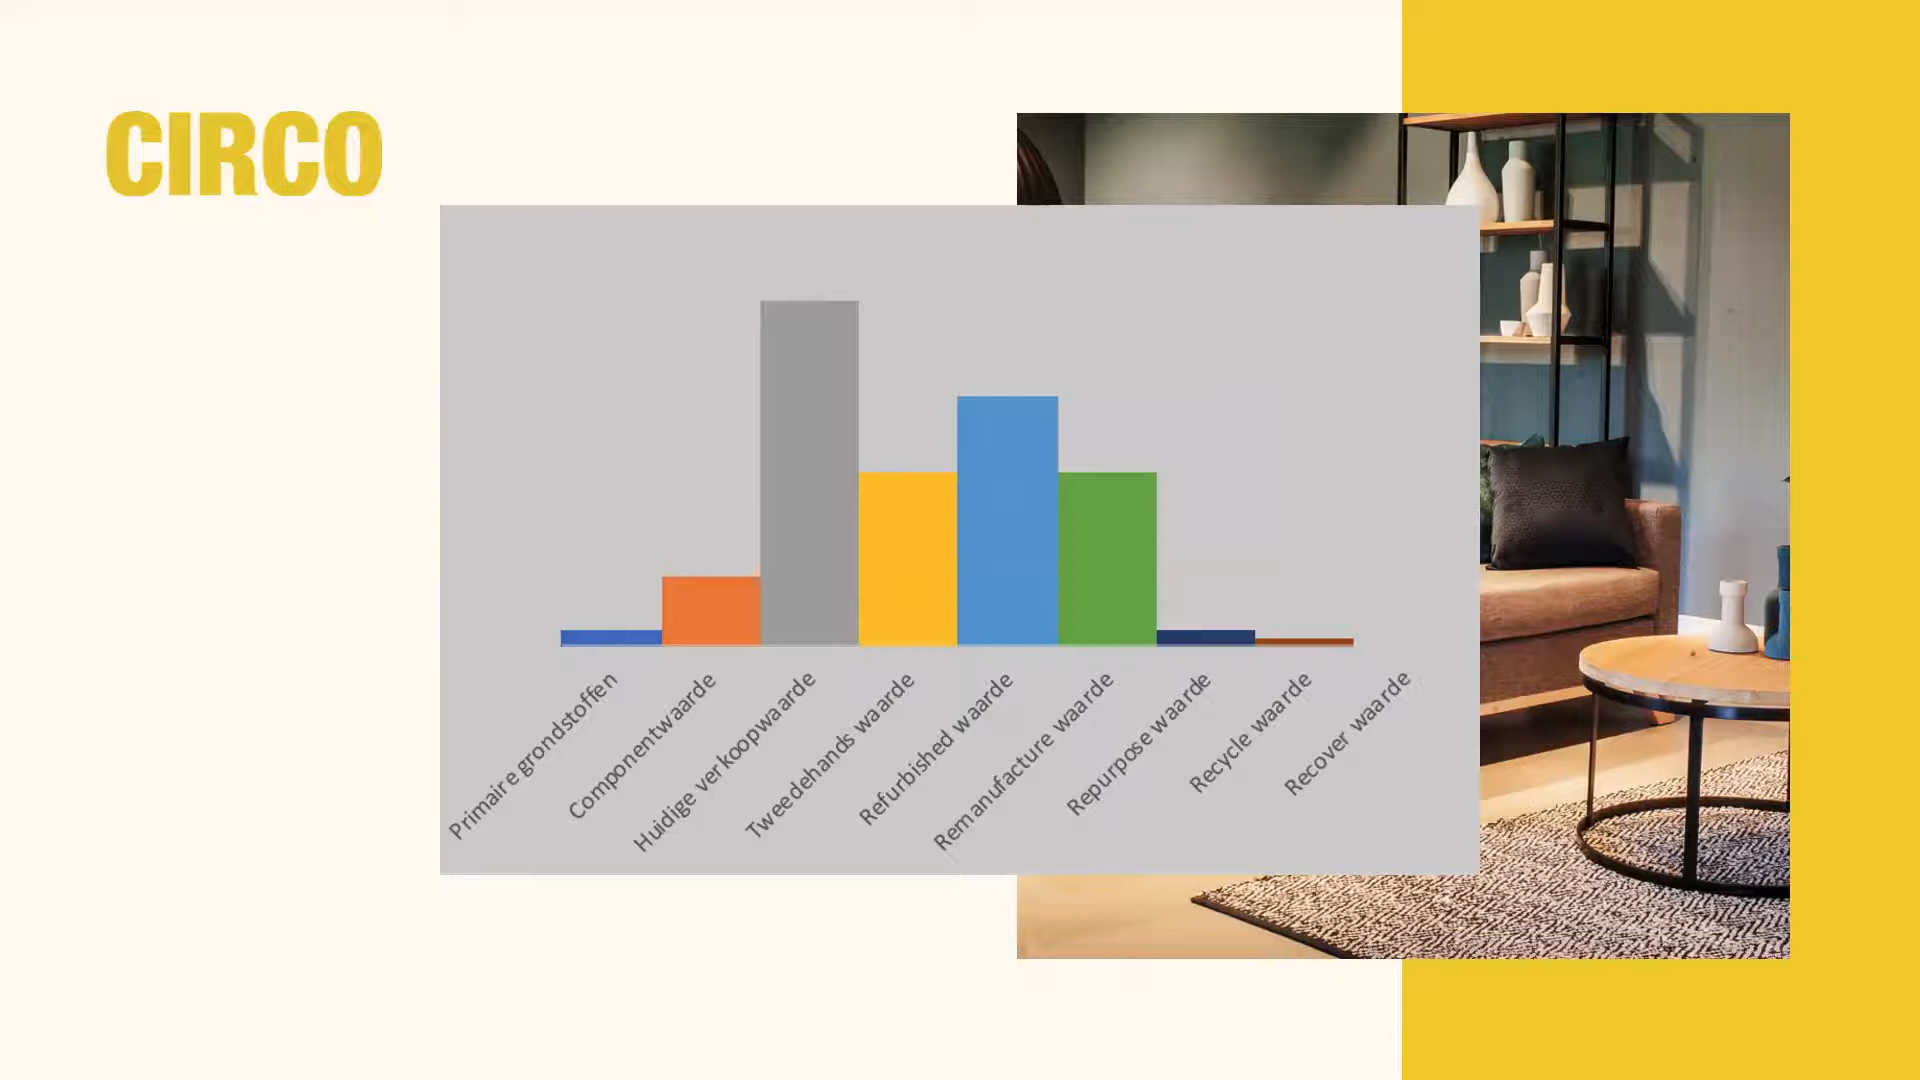 CIRCO
Primaire grondstoffen
Componentwaarde
Huidige verkoopwaarde
Tweedehands waarde
Refurbished waarde
Remanufacture waarde
Repurpose waarde
Recycle waarde
Recover waarde